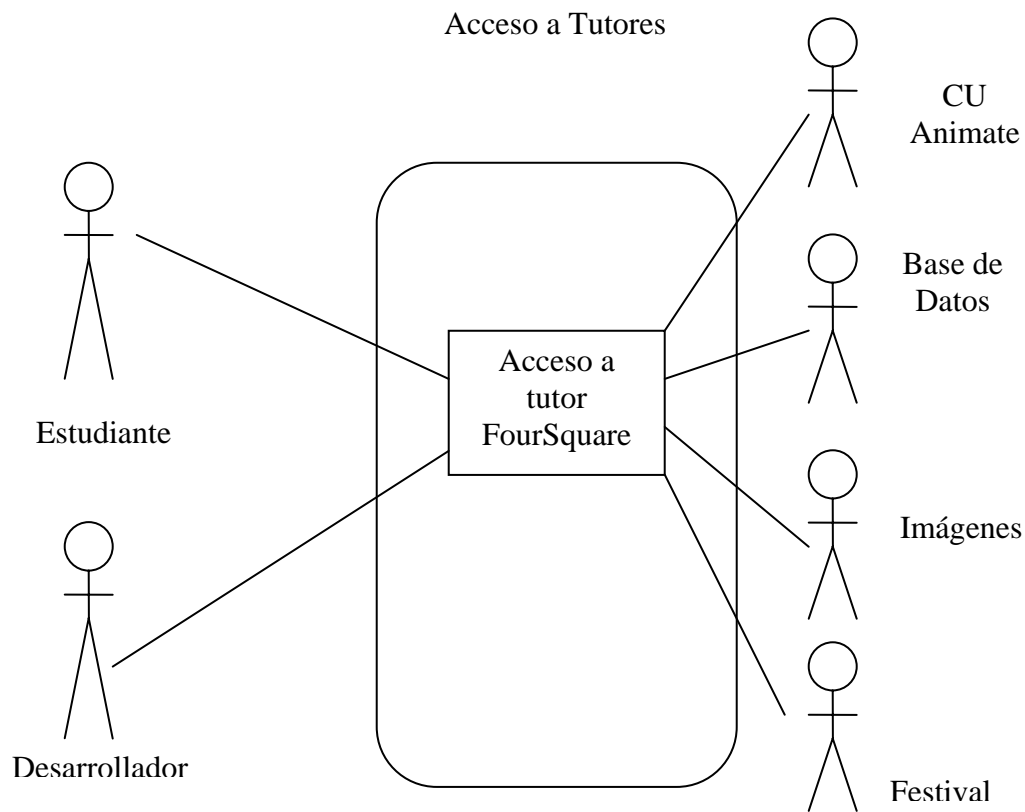 Acceso a Tutores
CU
Animate
Base de
Datos
Acceso a
tutor
FourSquare
Estudiante
Imágenes
Desarrollador
Festival